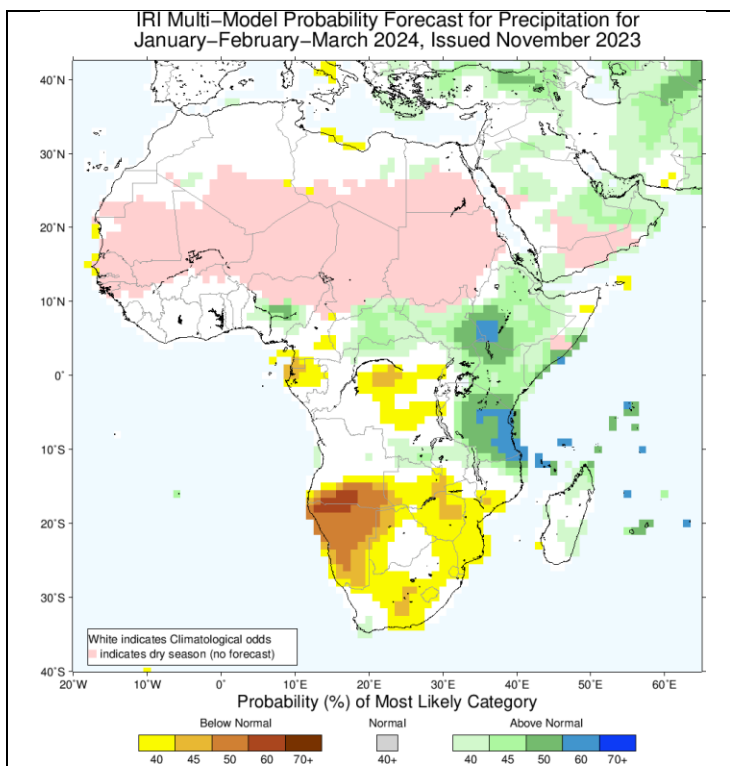 IRI Multi-Model Probability Forecast for Precipitation for
January-February-March 2024, Issued November 2023
40˚N
30˚N
20˚N
10˚N
0˚
10˚S
20˚S
30˚S
40˚S
White indicates Climatological odds
indicates dry season (no forecast)
20˚W 10˚W 0˚ 10˚E 20˚E 30˚E 40˚E 50˚E 60˚E
Probability (%) of Most Likely Category
Below Normal Normal Above Normal
40 45 50 60 70+ 40+ 40 45 50 60 70+